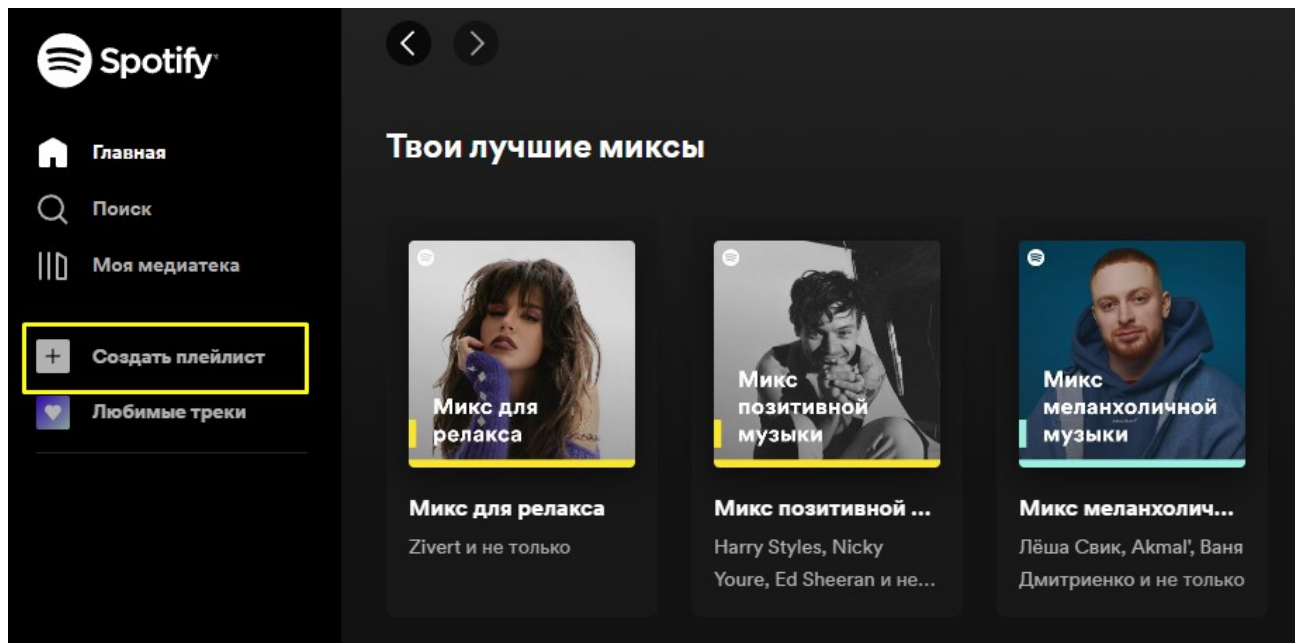 Spotify
Главная
Поиск
Моя медиатека
Создать плейлист
Любимые треки
Твои лучшие миксы
Микс для
релакса
Микс для релакса
Zivert и не только
Микс
позитивной
музыки
Микс позитивной ...
Harry Styles, Nicky
Youre, Ed Sheeran и не...
Микс
меланхоличной
музыки
Микс меланхолич...
Лёша Свик, Akmal', Ваня
Дмитриенко и не только